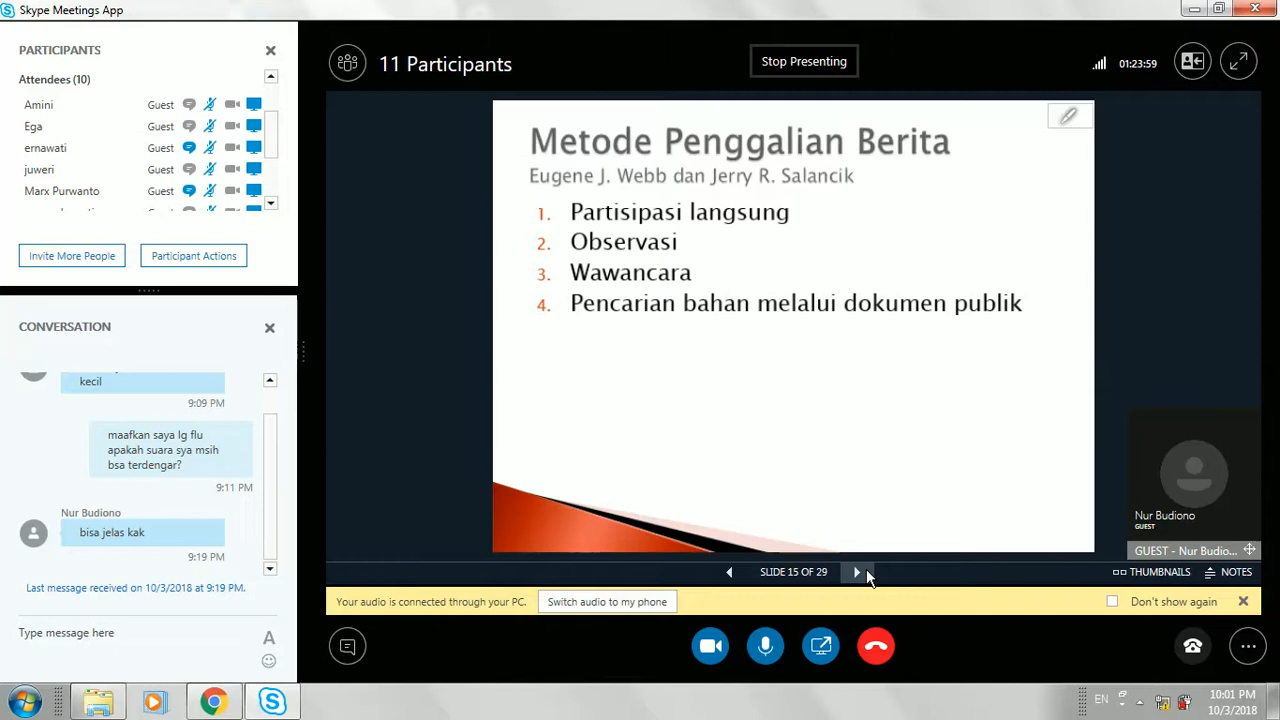 Skype Meetings App
PARTICIPANTS
Attendees (10)
Amini Guest
Ega Guest
ernawati Guest
juweri Guest
Marx Purwanto Guest
Invite More People
Participant Actions
CONVERSATION
kecil
9:09 PM
maafkan saya lg flu
apakah suara sya msih
bsa terdengar?
9:11 PM
Nur Budiono
bisa jelas kak
9:19 PM
Last message received on 10/3/2018 at 9:19 PM.
Type message here
A
11 Participants
Stop Presenting
01:23:59
Metode Penggalian Berita
Eugene J. Webb dan Jerry R. Salancik
1. Partisipasi langsung
2. Observasi
3. Wawancara
4. Pencarian bahan melalui dokumen publik
Nur Budiono
GUEST
GUEST - Nur Budio...
SLIDE 15 OF 29
THUMBNAILS
NOTES
Your audio is connected through your PC.
Switch audio to my phone
Don't show again
EN
10:01 PM
10/3/2018